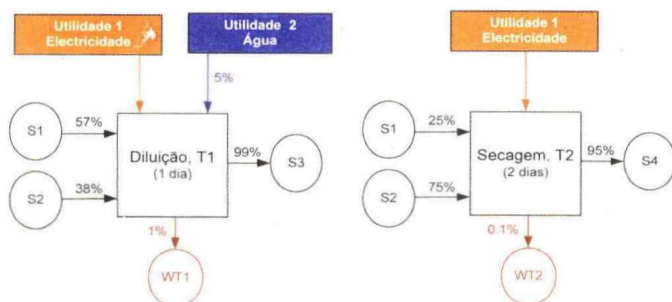 Utilidade 1
Electricidade
Utilidade 2
Água
5%
S1
57%
S2
38%
Diluição, T1
(1 dia)
99%
S3
1%
WT1
Utilidade 1
Electricidade
S1
25%
S2
75%
Secagem, T2
(2 dias)
95%
S4
0.1%
WT2